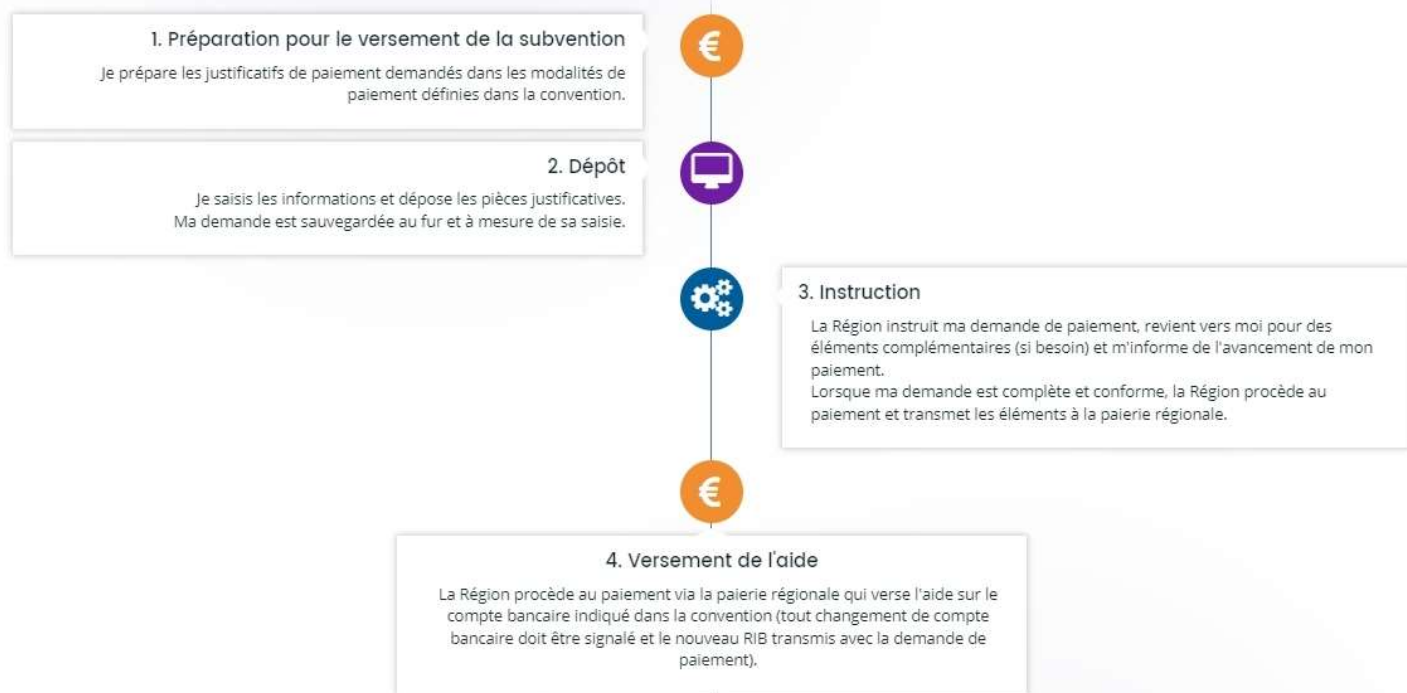 1. Préparation pour le versement de la subvention
Je prépare les justificatifs de paiement demandés dans les modalités de
paiement définies dans la convention.
€
2. Dépôt
Je saisis les informations et dépose les pièces justificatives.
Ma demande est sauvegardée au fur et à mesure de sa saisie.
3. Instruction
La Région instruit ma demande de paiement, revient vers moi pour des
éléments complémentaires (si besoin) et m'informe de l'avancement de mon
paiement.
Lorsque ma demande est complète et conforme, la Région procède au
paiement et transmet les éléments à la paierie régionale.
€
4. Versement de l'aide
La Région procède au paiement via la paierie régionale qui verse l'aide sur le
compte bancaire indiqué dans la convention (tout changement de compte
bancaire doit être signalé et le nouveau RIB transmis avec la demande de
paiement).